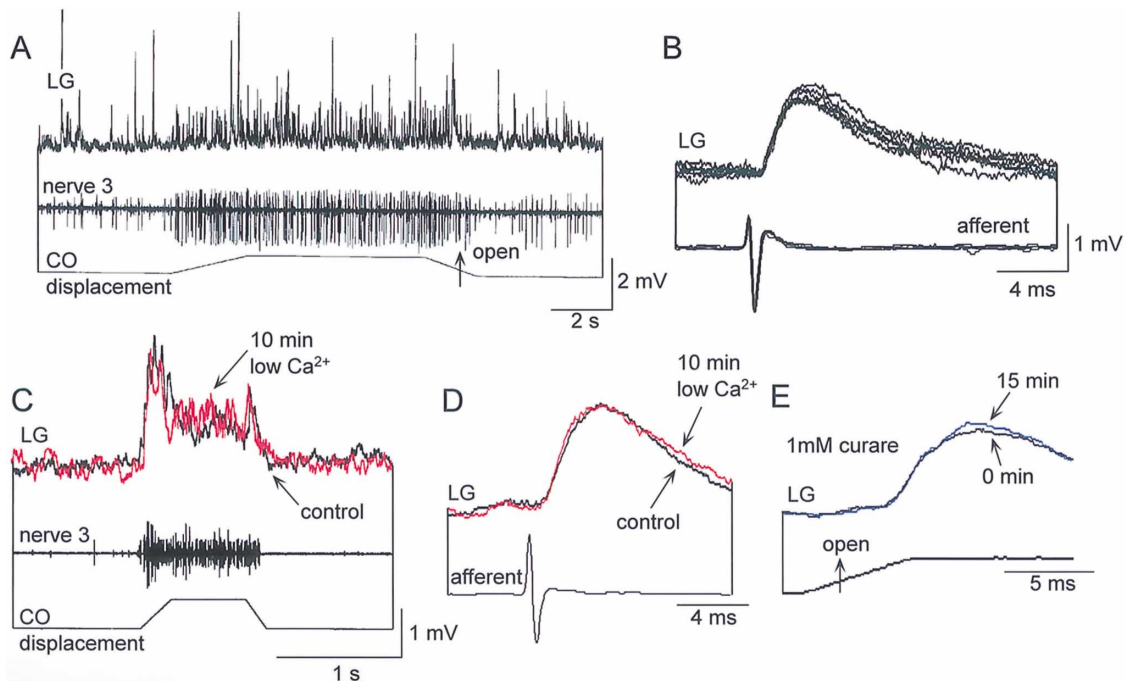 A
LG
nerve 3
CO
displacement
open
2 mV
2 s
B
LG
afferent
1 mV
4 ms
C
10 min
low Ca²⁺
LG
control
nerve 3
CO
displacement
1 mV
1 s
D
10 min
low Ca²⁺
LG
control
afferent
4 ms
E
15 min
1mM curare
0 min
LG
open
5 ms